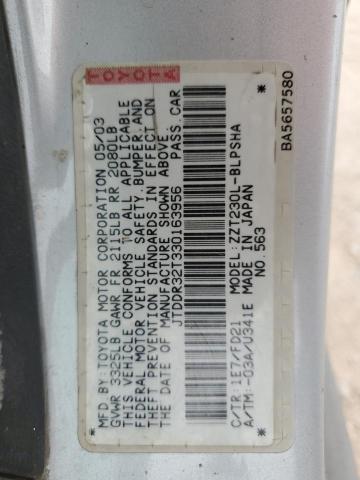 TOYOTA
MFD.BY:TOYOTA MOTOR CORPORATION 05/03
GVWR 3325LB GAWR FR 2115LB RR 2080LB
THIS VEHICLE CONFORMS TO ALL APPLICABLE
FEDERAL MOTOR VEHICLE SAFETY,BUMPER,AND
THEFT PREVENTION STANDARDS IN EFFECT ON
THE DATE OF MANUFACTURE SHOWN ABOVE.
JTDDR32T330163956 PASS.CAR
C/TR:1E7/FD21 MODEL:ZZT230L-BLPSHA
A/TM:-03A/U341E MADE IN JAPAN
NO.563
BA5657580